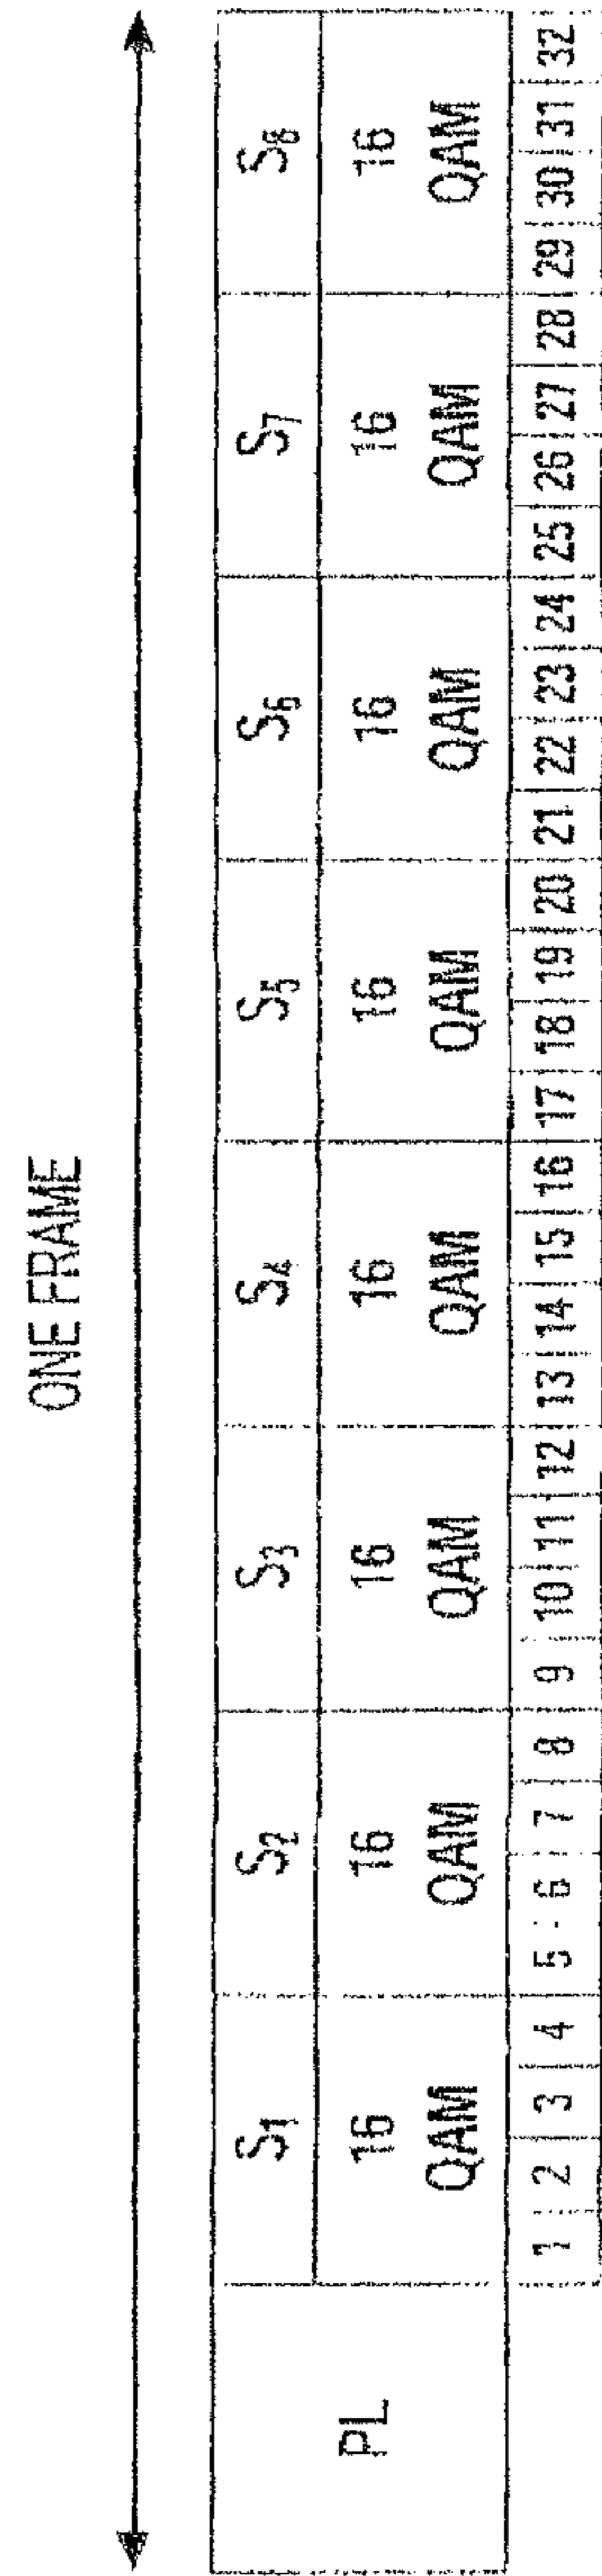 ONE FRAME
PL S₁ S₂ S₃ S₄ S₅ S₆ S₇ S₈
16 16 16 16 16 16 16 16
QAM QAM QAM QAM QAM QAM QAM QAM
1 2 3 4 5 6 7 8 9 10 11 12 13 14 15 16 17 18 19 20 21 22 23 24 25 26 27 28 29 30 31 32